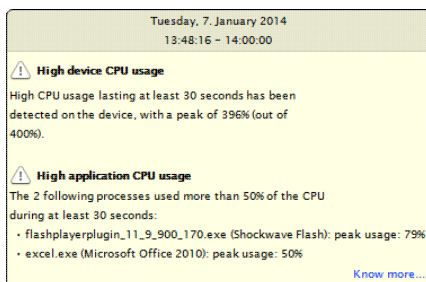 Tuesday, 7. January 2014
13:48:16 – 14:00:00
High device CPU usage
High CPU usage lasting at least 30 seconds has been
detected on the device, with a peak of 396% (out of
400%).
High application CPU usage
The 2 following processes used more than 50% of the CPU
during at least 30 seconds:
• flashplayerplugin_11_9_900_170.exe (Shockwave Flash): peak usage: 79%
• excel.exe (Microsoft Office 2010): peak usage: 50%
Know more...